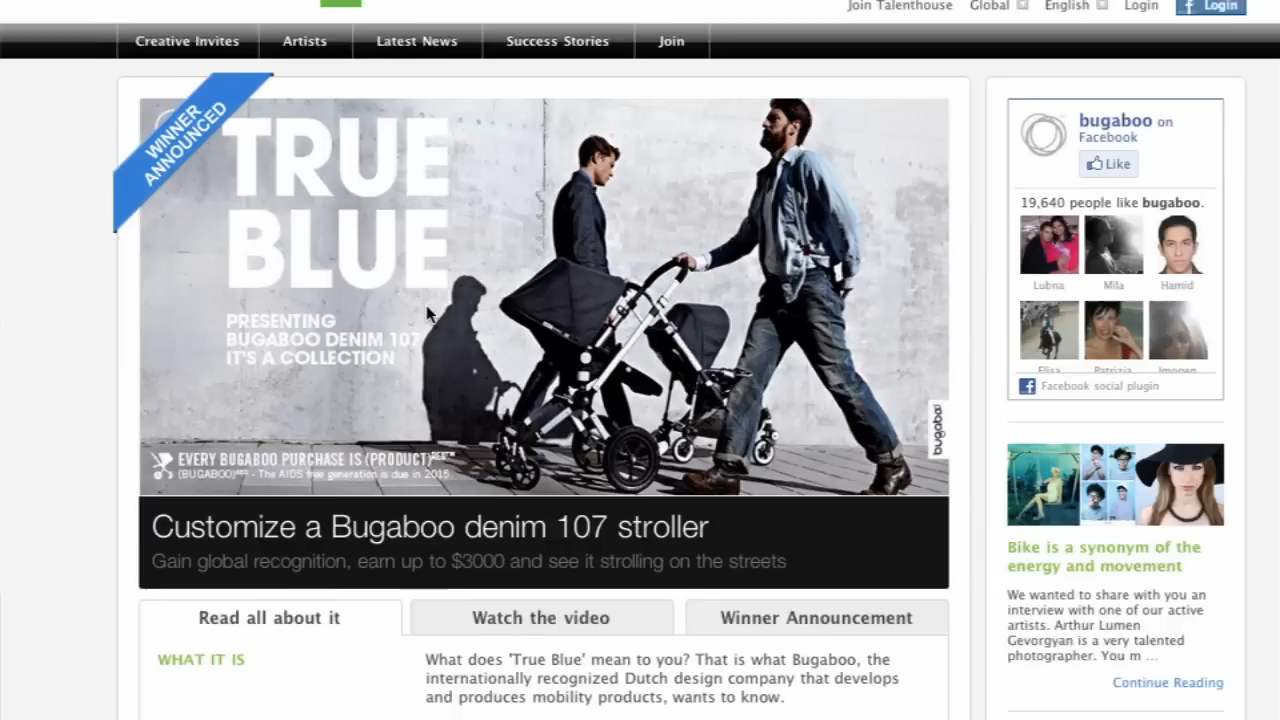 Join Talenthouse
Global
English
Login
Login
Creative Invites
Artists
Latest News
Success Stories
Join
WINNER
ANNOUNCED
TRUE
BLUE
PRESENTING
BUGABOO DENIM 107
IT'S A COLLECTION
bugaboo
EVERY BUGABOO PURCHASE IS (PRODUCT)
(BUGABOO) - The AIDS free generation is due in 2015
Customize a Bugaboo denim 107 stroller
Gain global recognition, earn up to $3000 and see it strolling on the streets
Read all about it
Watch the video
Winner Announcement
WHAT IT IS
What does 'True Blue' mean to you? That is what Bugaboo, the
internationally recognized Dutch design company that develops
and produces mobility products, wants to know.
bugaboo on
Facebook
Like
19,640 people like bugaboo.
Lubna
Mila
Hamid
Elisa
Patrizia
Imogen
Facebook social plugin
Bike is a synonym of the
energy and movement
We wanted to share with you an
interview with one of our active
artists. Arthur Lumen
Gevorgyan is a very talented
photographer. You m ...
Continue Reading